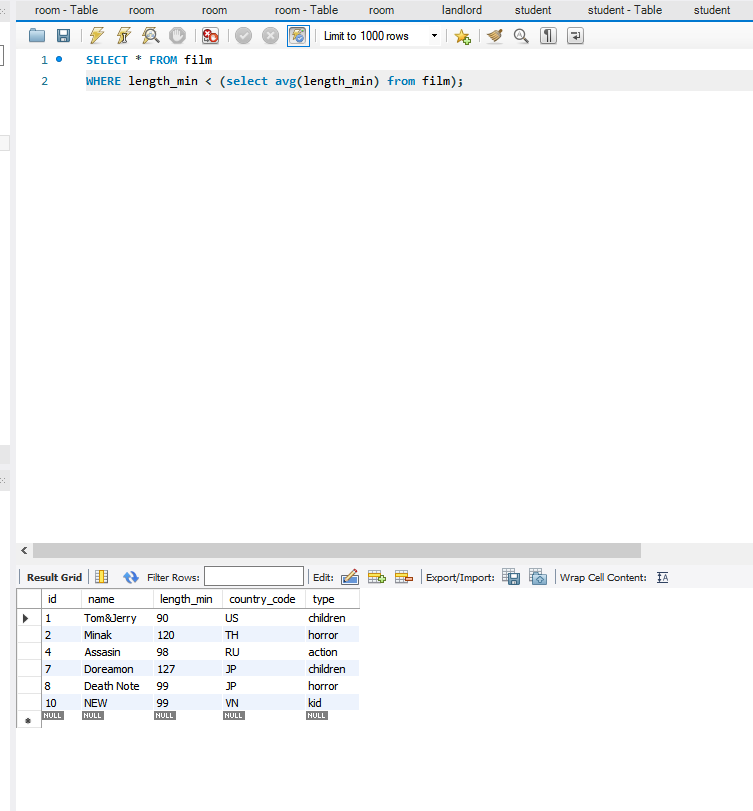 room - Table room room room - Table room landlord student student - Table student
Limit to 1000 rows
1 SELECT * FROM film
2 WHERE length_min < (select avg(length_min) from film);
Result Grid Filter Rows: Edit: Export/Import: Wrap Cell Content:
id name length_min country_code type
1 Tom&Jerry 90 US children
2 Minak 120 TH horror
4 Assasin 98 RU action
7 Doreamon 127 JP children
8 Death Note 99 JP horror
10 NEW 99 VN kid
NULL NULL NULL NULL NULL